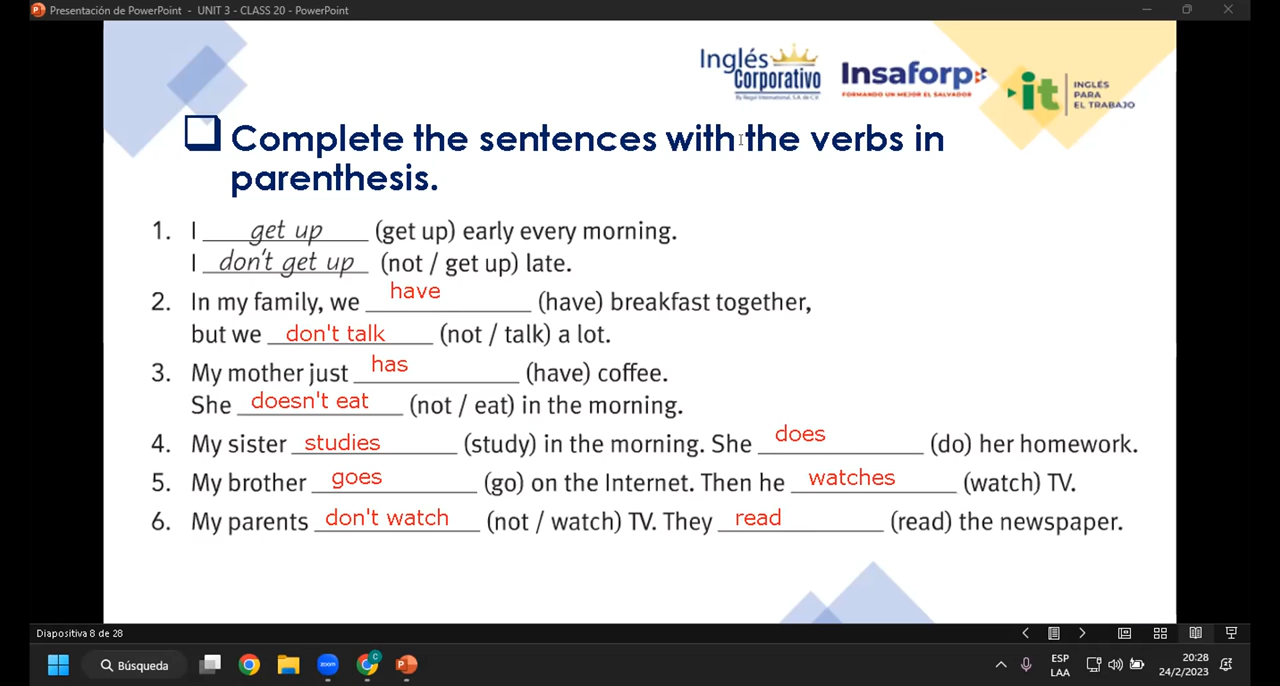 Presentación de PowerPoint - UNIT 3 - CLASS 20 - PowerPoint
Inglés Corporativo
By Regal International, S.A. de C.V.
Insaforp
FORMANDO UN MEJOR EL SALVADOR
it INGLÉS PARA EL TRABAJO
Complete the sentences with the verbs in
parenthesis.
1. I get up (get up) early every morning.
I don't get up (not / get up) late.
2. In my family, we have (have) breakfast together,
but we don't talk (not / talk) a lot.
3. My mother just has (have) coffee.
She doesn't eat (not / eat) in the morning.
4. My sister studies (study) in the morning. She does (do) her homework.
5. My brother goes (go) on the Internet. Then he watches (watch) TV.
6. My parents don't watch (not / watch) TV. They read (read) the newspaper.
Diapositiva 8 de 28
Búsqueda
zoom
ESP
LAA
20:28
24/2/2023